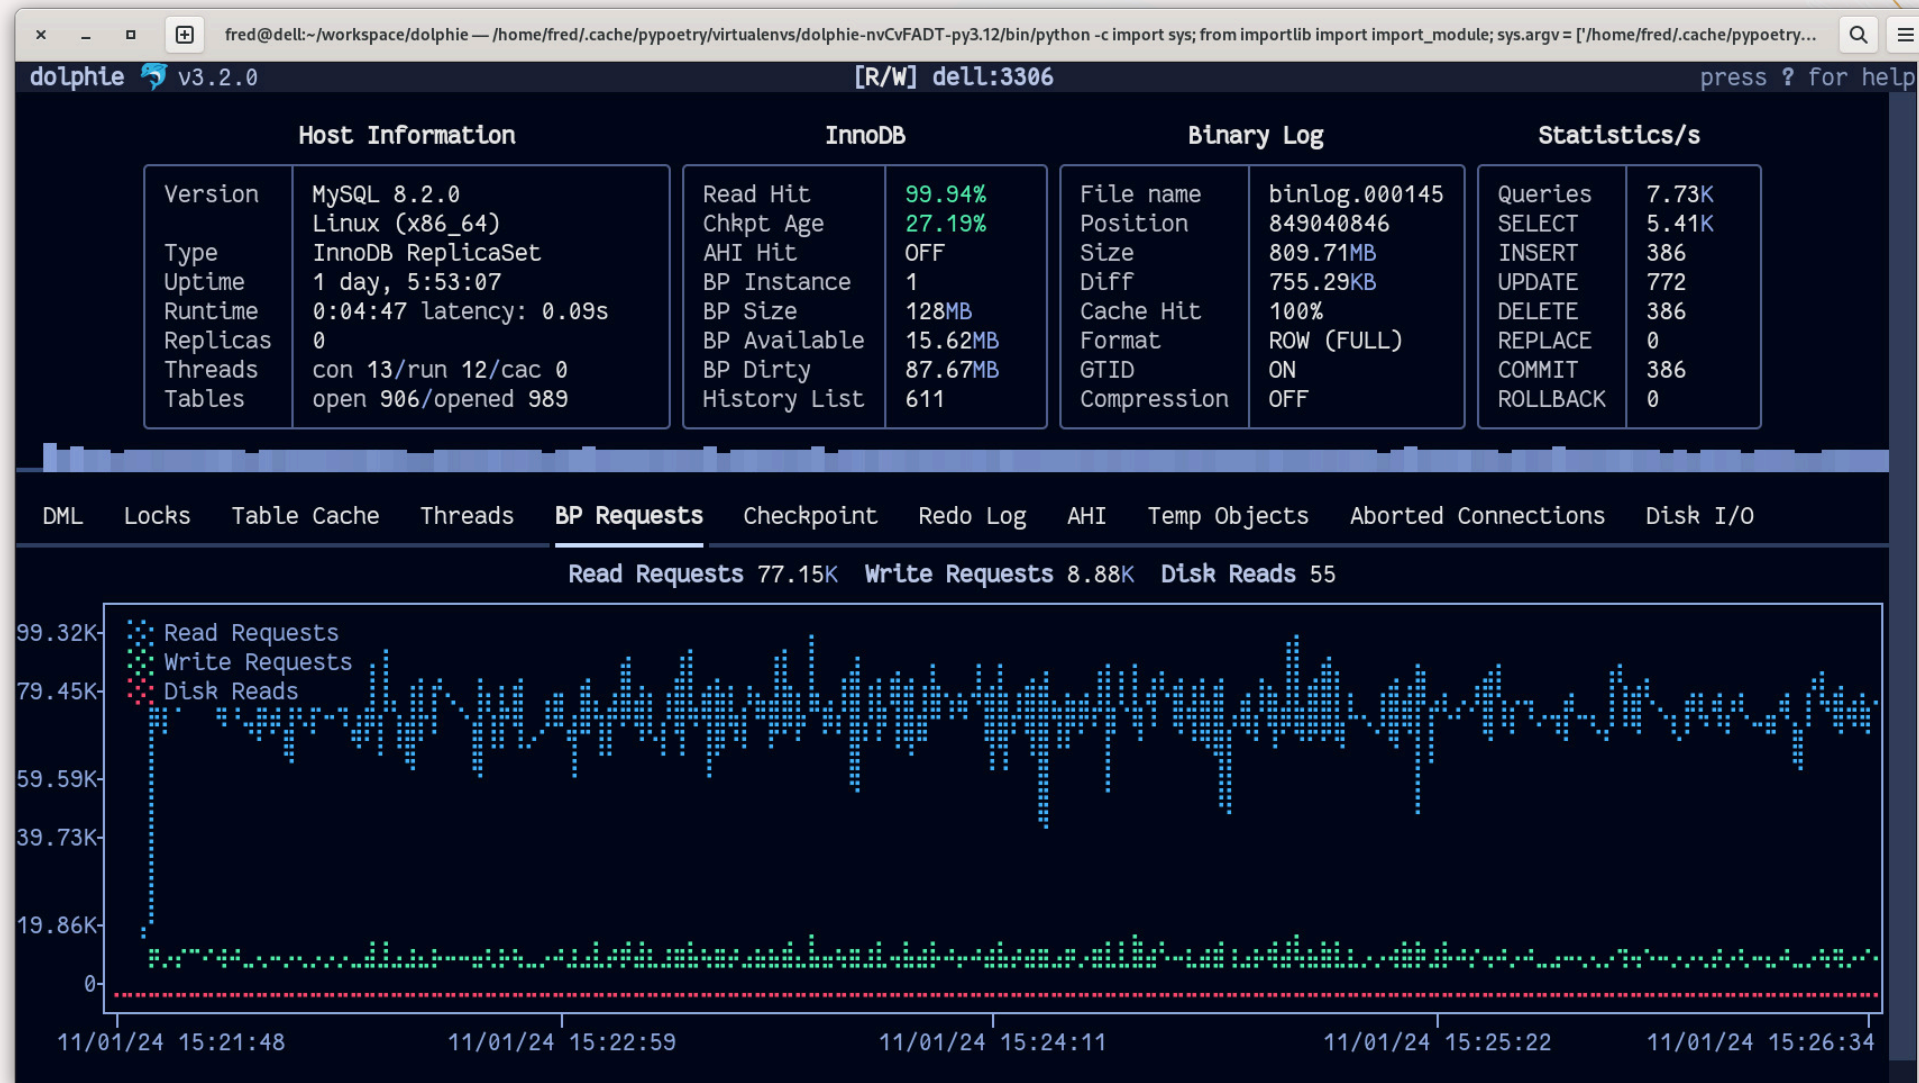 fred@dell:~/workspace/dolphie — /home/fred/.cache/pypoetry/virtualenvs/dolphie-nvCvFADT-py3.12/bin/python -c import sys; from importlib import import_module; sys.argv = ['/home/fred/.cache/pypoetry…
dolphie v3.2.0 [R/W] dell:3306 press ? for help
Host Information
Version MySQL 8.2.0
Linux (x86_64)
Type InnoDB ReplicaSet
Uptime 1 day, 5:53:07
Runtime 0:04:47 latency: 0.09s
Replicas 0
Threads con 13/run 12/cac 0
Tables open 906/opened 989
InnoDB
Read Hit 99.94%
Chkpt Age 27.19%
AHI Hit OFF
BP Instance 1
BP Size 128MB
BP Available 15.62MB
BP Dirty 87.67MB
History List 611
Binary Log
File name binlog.000145
Position 849040846
Size 809.71MB
Diff 755.29KB
Cache Hit 100%
Format ROW (FULL)
GTID ON
Compression OFF
Statistics/s
Queries 7.73K
SELECT 5.41K
INSERT 386
UPDATE 772
DELETE 386
REPLACE 0
COMMIT 386
ROLLBACK 0
DML Locks Table Cache Threads BP Requests Checkpoint Redo Log AHI Temp Objects Aborted Connections Disk I/O
Read Requests 77.15K Write Requests 8.88K Disk Reads 55
99.32K
79.45K
59.59K
39.73K
19.86K
0
Read Requests
Write Requests
Disk Reads
11/01/24 15:21:48 11/01/24 15:22:59 11/01/24 15:24:11 11/01/24 15:25:22 11/01/24 15:26:34